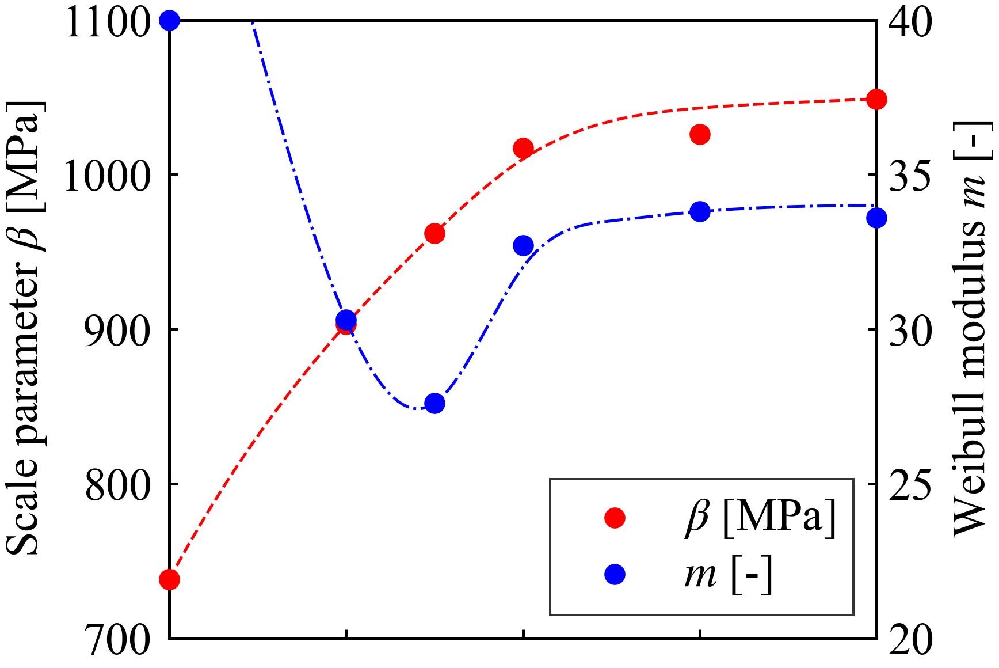 Scale parameter β [MPa]
1100
1000
900
800
700
40
35
30
25
20
Weibull modulus m [-]
β [MPa]
m [-]